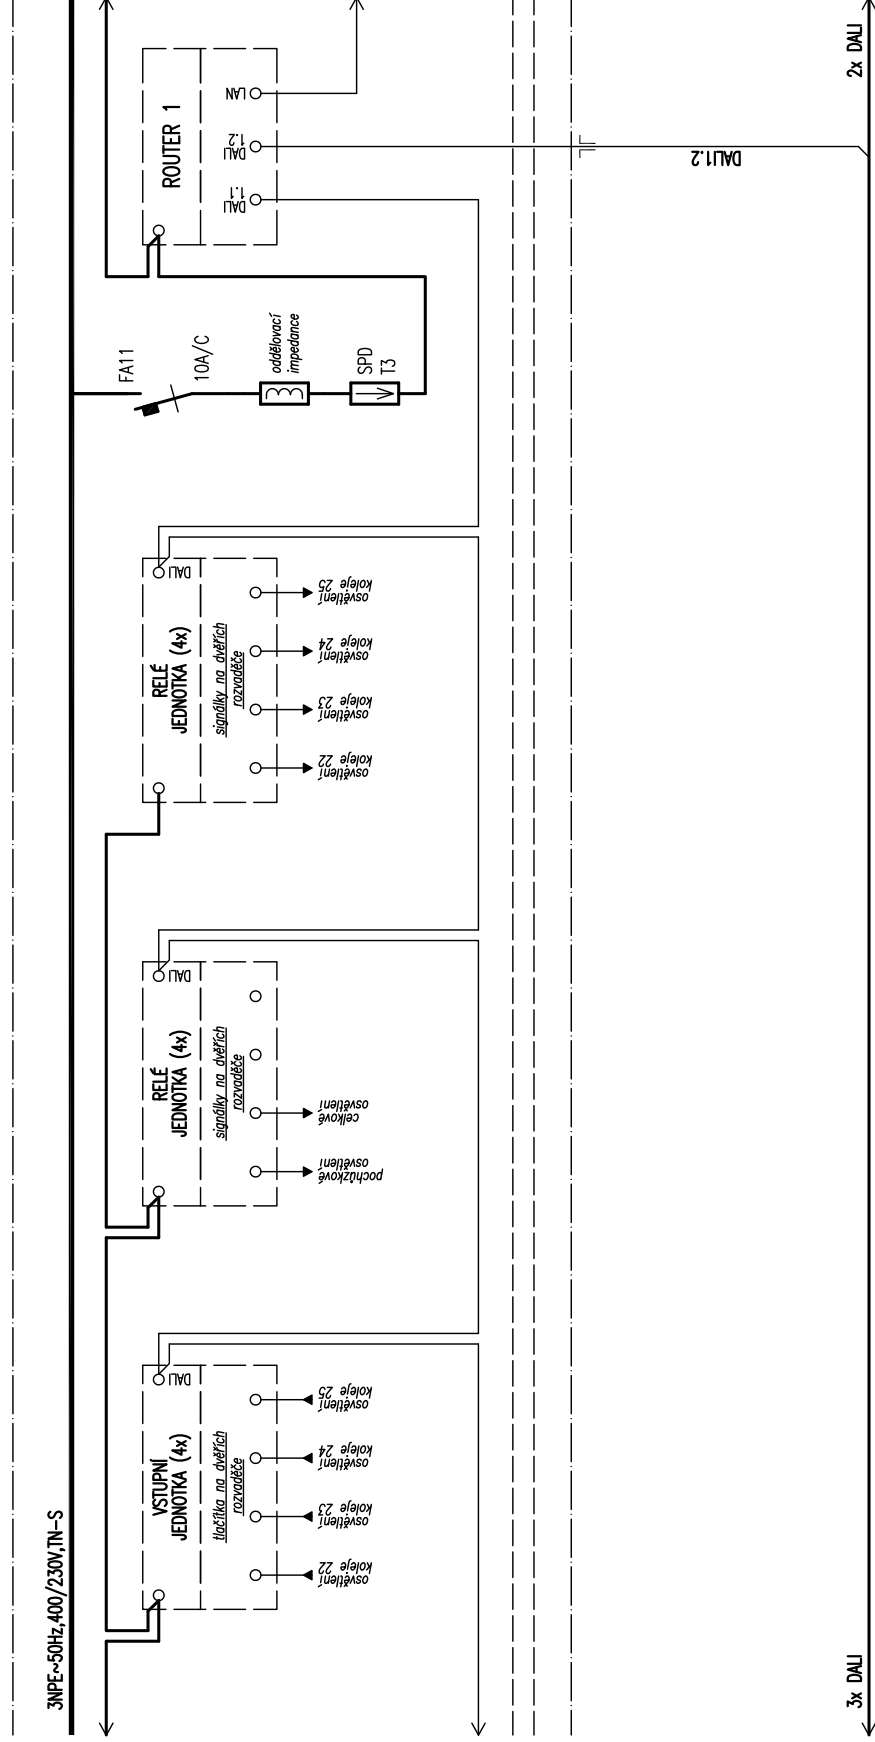 3NPE~50Hz,400/230V,TN-S
VSTUPNÍ
JEDNOTKA (4x)
tlačítka na dvěřích
rozvaděče
DALI
osvětlení
koleje 22
osvětlení
koleje 23
osvětlení
koleje 24
osvětlení
koleje 25
RELÉ
JEDNOTKA (4x)
signálky na dvěřích
rozvaděče
DALI
pochůzkové
osvětlení
celkové
osvětlení
RELÉ
JEDNOTKA (4x)
signálky na dvěřích
rozvaděče
DALI
osvětlení
koleje 22
osvětlení
koleje 23
osvětlení
koleje 24
osvětlení
koleje 25
FA11
10A/C
oddělovací
impedance
SPD
T3
ROUTER 1
DALI
1.1
DALI
1.2
LAN
DALI1.2
3x DALI
2x DALI